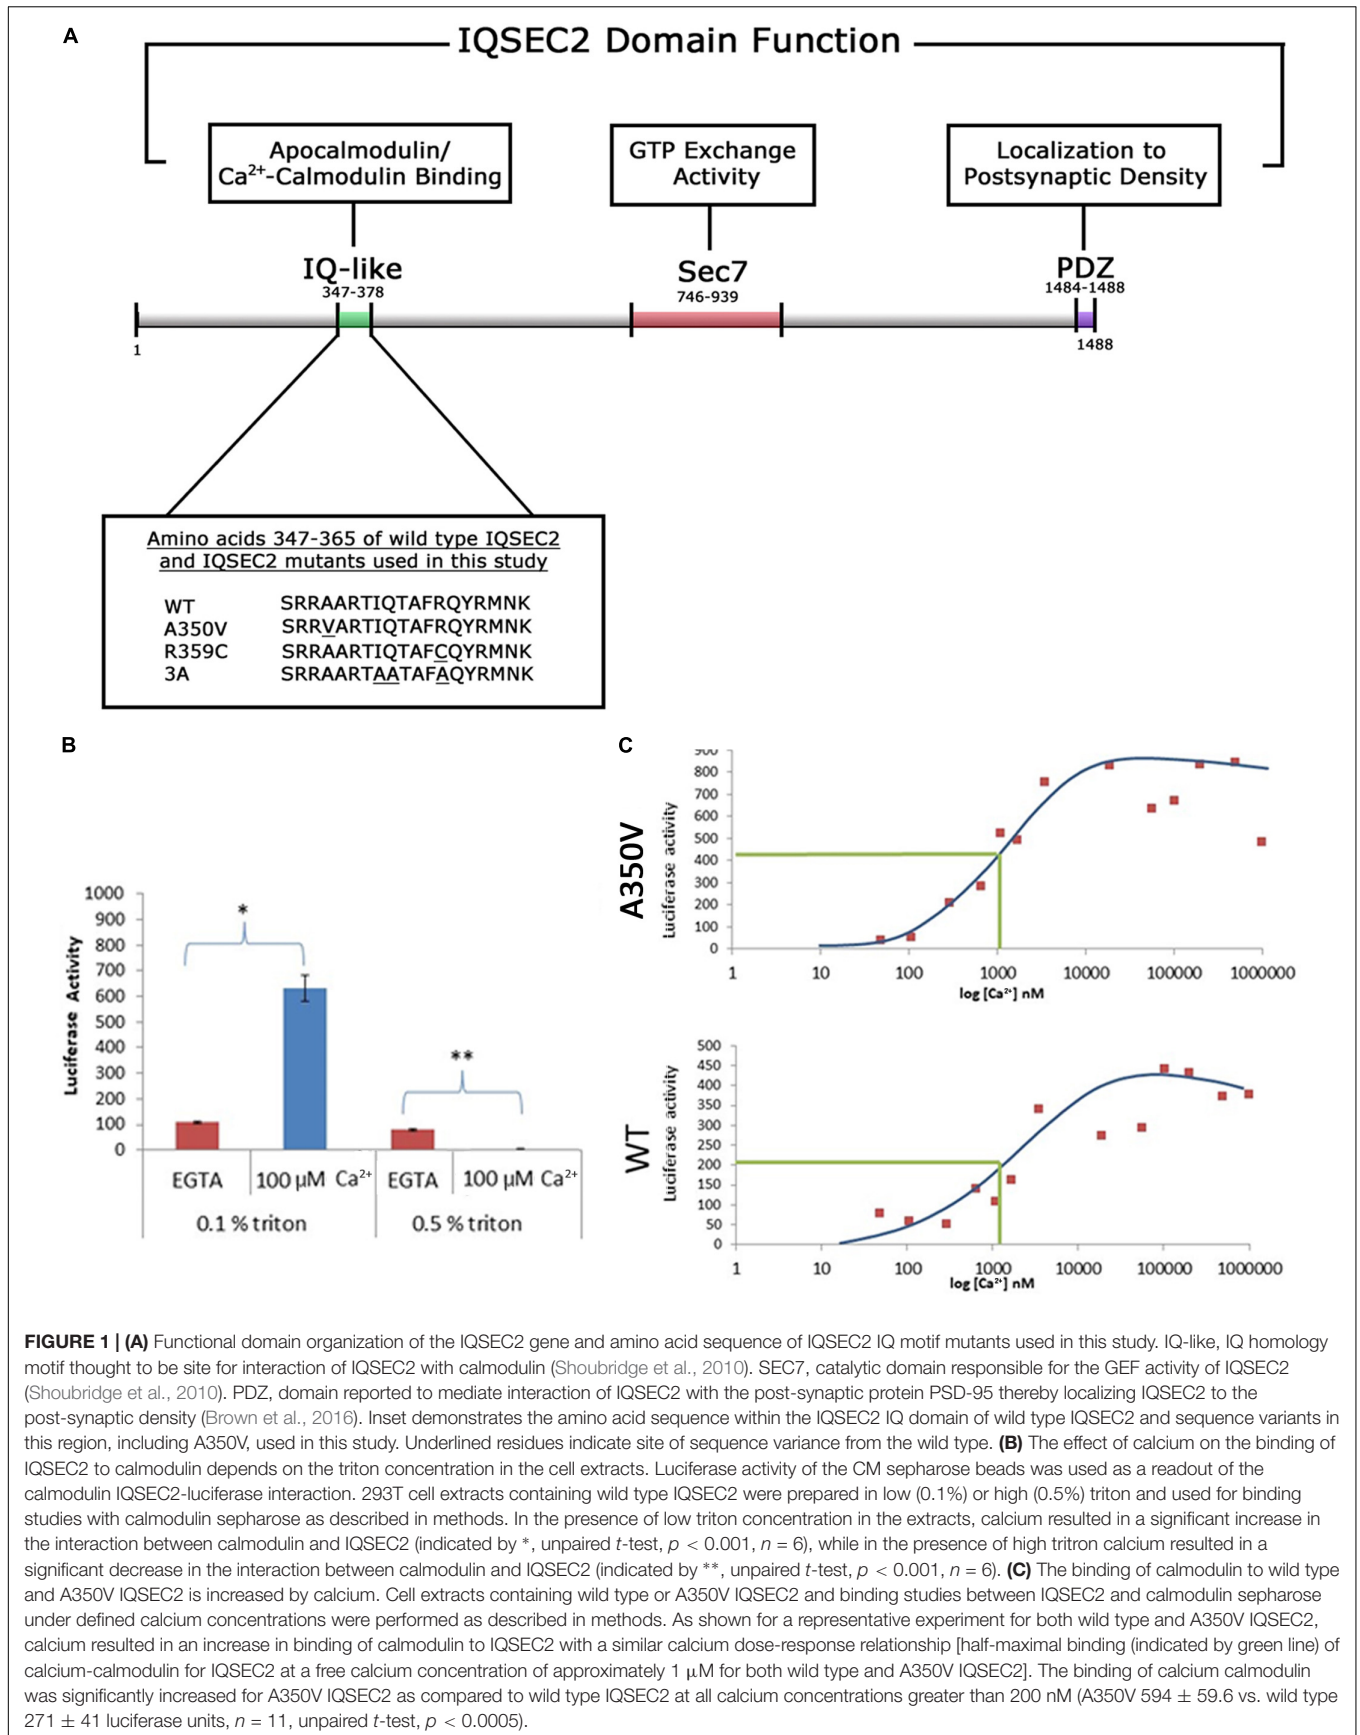 A
IQSEC2 Domain Function
Apocalmodulin/
Ca²⁺-Calmodulin Binding
GTP Exchange
Activity
Localization to
Postsynaptic Density
IQ-like
347-378
Sec7
746-939
PDZ
1484-1488
1
1488
Amino acids 347-365 of wild type IQSEC2
and IQSEC2 mutants used in this study
WT SRRAARTIQTAFRQYRMNK
A350V SRRVARTIQTAFRQYRMNK
R359C SRRAARTIQTAFCQYRMNK
3A SRRAARTAATAFAQYRMNK
B
Luciferase Activity
1000
900
800
700
600
500
400
300
200
100
0
*
**
EGTA 100 µM Ca²⁺ EGTA 100 µM Ca²⁺
0.1 % triton 0.5 % triton
C
A350V
Luciferase activity
900
800
700
600
500
400
300
200
100
0
1 10 100 1000 10000 100000 1000000
log [Ca²⁺] nM
WT
Luciferase activity
500
450
400
350
300
250
200
150
100
50
0
1 10 100 1000 10000 100000 1000000
log [Ca²⁺] nM
FIGURE 1 | (A) Functional domain organization of the IQSEC2 gene and amino acid sequence of IQSEC2 IQ motif mutants used in this study. IQ-like, IQ homology
motif thought to be site for interaction of IQSEC2 with calmodulin (Shoubridge et al., 2010). SEC7, catalytic domain responsible for the GEF activity of IQSEC2
(Shoubridge et al., 2010). PDZ, domain reported to mediate interaction of IQSEC2 with the post-synaptic protein PSD-95 thereby localizing IQSEC2 to the
post-synaptic density (Brown et al., 2016). Inset demonstrates the amino acid sequence within the IQSEC2 IQ domain of wild type IQSEC2 and sequence variants in
this region, including A350V, used in this study. Underlined residues indicate site of sequence variance from the wild type. (B) The effect of calcium on the binding of
IQSEC2 to calmodulin depends on the triton concentration in the cell extracts. Luciferase activity of the CM sepharose beads was used as a readout of the
calmodulin IQSEC2-luciferase interaction. 293T cell extracts containing wild type IQSEC2 were prepared in low (0.1%) or high (0.5%) triton and used for binding
studies with calmodulin sepharose as described in methods. In the presence of low triton concentration in the extracts, calcium resulted in a significant increase in
the interaction between calmodulin and IQSEC2 (indicated by *, unpaired t-test, p < 0.001, n = 6), while in the presence of high tritron calcium resulted in a
significant decrease in the interaction between calmodulin and IQSEC2 (indicated by **, unpaired t-test, p < 0.001, n = 6). (C) The binding of calmodulin to wild type
and A350V IQSEC2 is increased by calcium. Cell extracts containing wild type or A350V IQSEC2 and binding studies between IQSEC2 and calmodulin sepharose
under defined calcium concentrations were performed as described in methods. As shown for a representative experiment for both wild type and A350V IQSEC2,
calcium resulted in an increase in binding of calmodulin to IQSEC2 with a similar calcium dose-response relationship [half-maximal binding (indicated by green line) of
calcium-calmodulin for IQSEC2 at a free calcium concentration of approximately 1 µM for both wild type and A350V IQSEC2]. The binding of calcium calmodulin
was significantly increased for A350V IQSEC2 as compared to wild type IQSEC2 at all calcium concentrations greater than 200 nM (A350V 594 ± 59.6 vs. wild type
271 ± 41 luciferase units, n = 11, unpaired t-test, p < 0.0005).